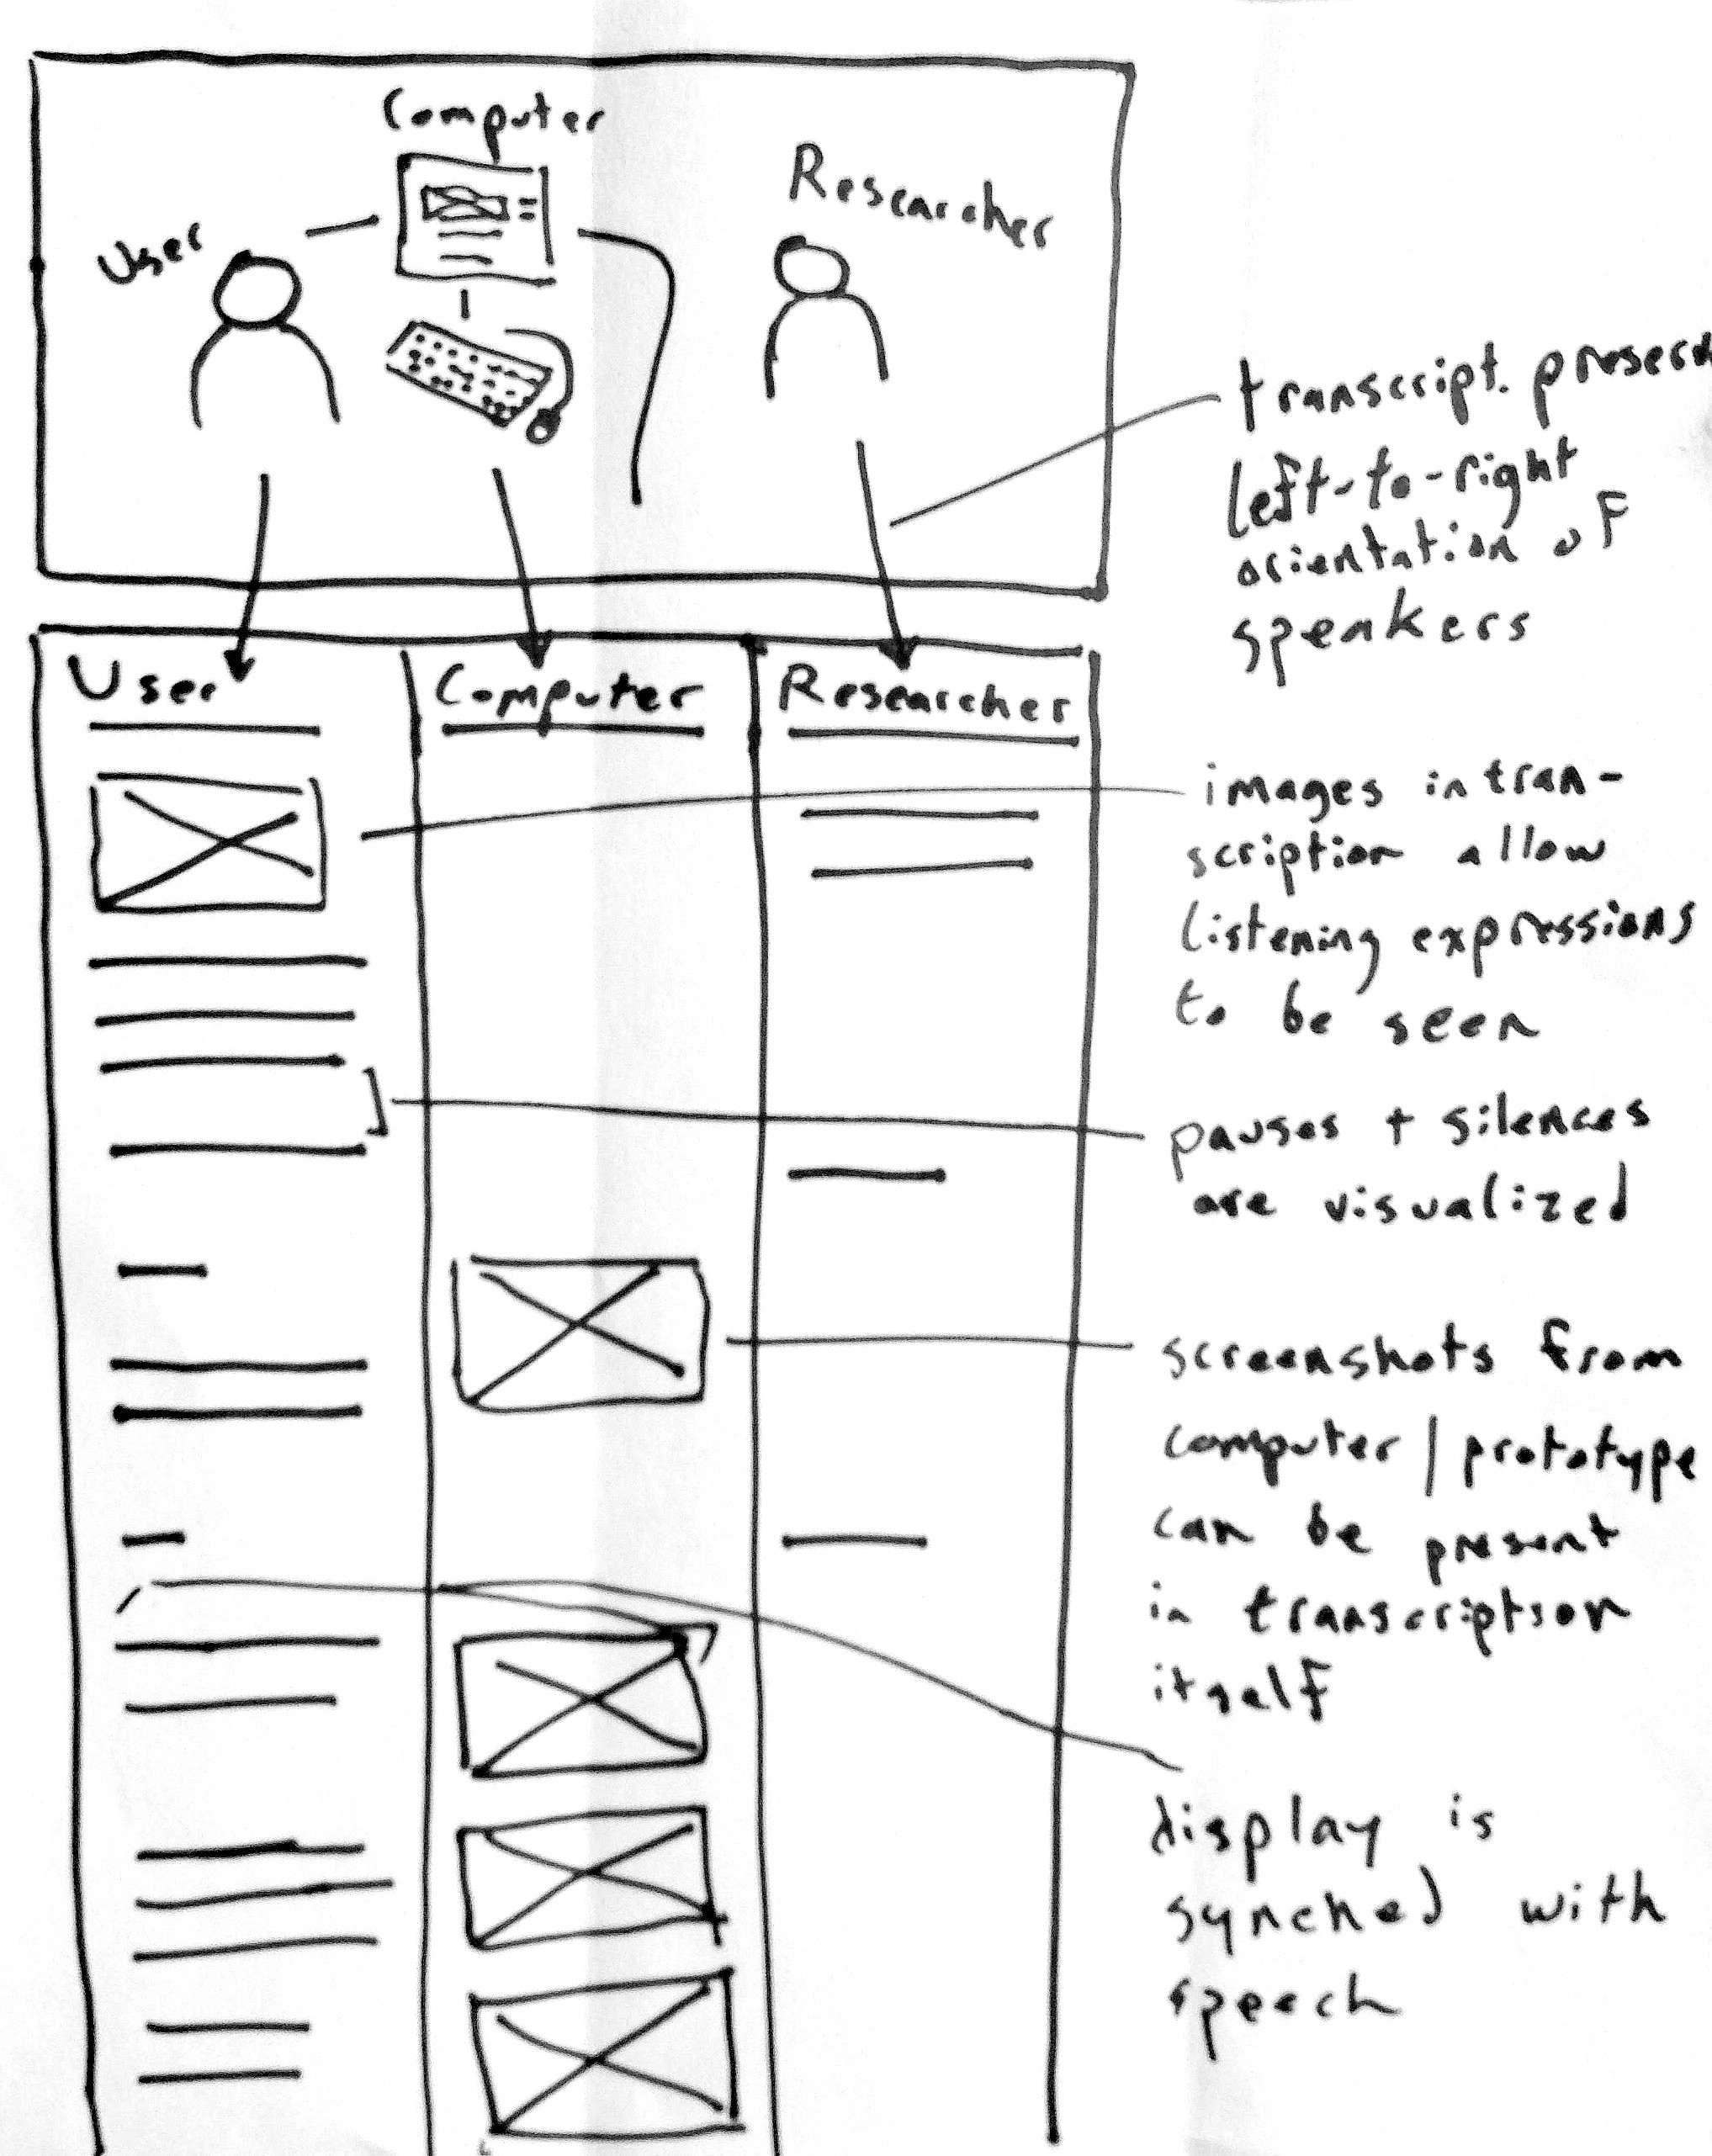 Computer
User
Researcher
transcript. preserv
left-to-right
orientation of
speakers
User
Computer
Researcher
images in tran-
scription allow
listening expressions
to be seen
pauses + silences
are visualized
screenshots from
computer/prototype
can be present
in transcription
itself
display is
synched with
speech